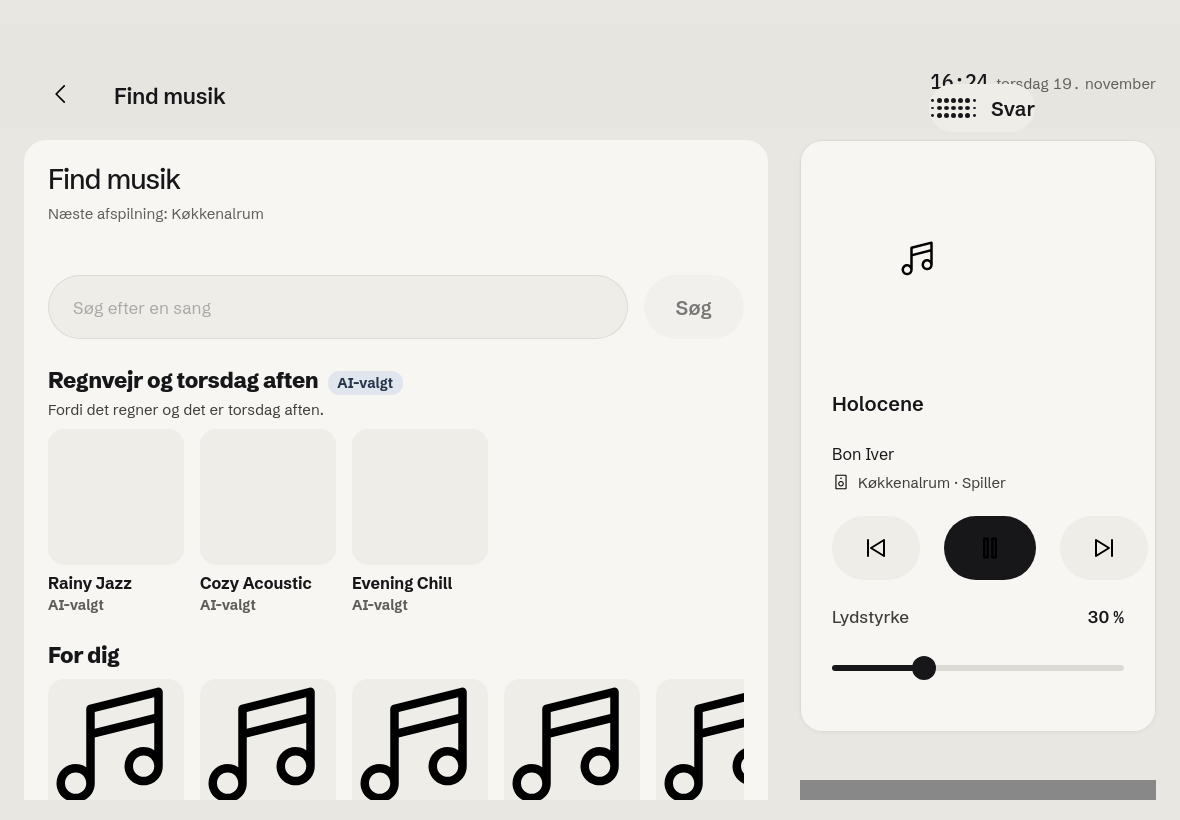 Find musik
16:24 torsdag 19. november
Svar
Find musik
Næste afspilning: Køkkenalrum
Søg efter en sang
Søg
Regnvejr og torsdag aften AI-valgt
Fordi det regner og det er torsdag aften.
Rainy Jazz
AI-valgt
Cozy Acoustic
AI-valgt
Evening Chill
AI-valgt
For dig
Holocene
Bon Iver
Køkkenalrum · Spiller
Lydstyrke 30 %